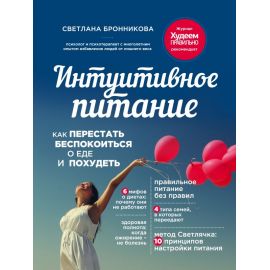 СВЕТЛАНА БРОННИКОВА
психолог и психотерапевт с многолетним
опытом избавления людей от лишнего веса
Журнал
Худеем
ПРАВИЛЬНО
рекомендует
Интуитивное
питание
КАК ПЕРЕСТАТЬ
БЕСПОКОИТЬСЯ
О ЕДЕ
И ПОХУДЕТЬ
6 мифов
о диетах:
почему они
не работают
здоровая
полнота:
когда
ожирение –
не болезнь
правильное
питание
без правил
4 типа семей,
в которых
переедают
метод Светлячка:
10 принципов
настройки питания